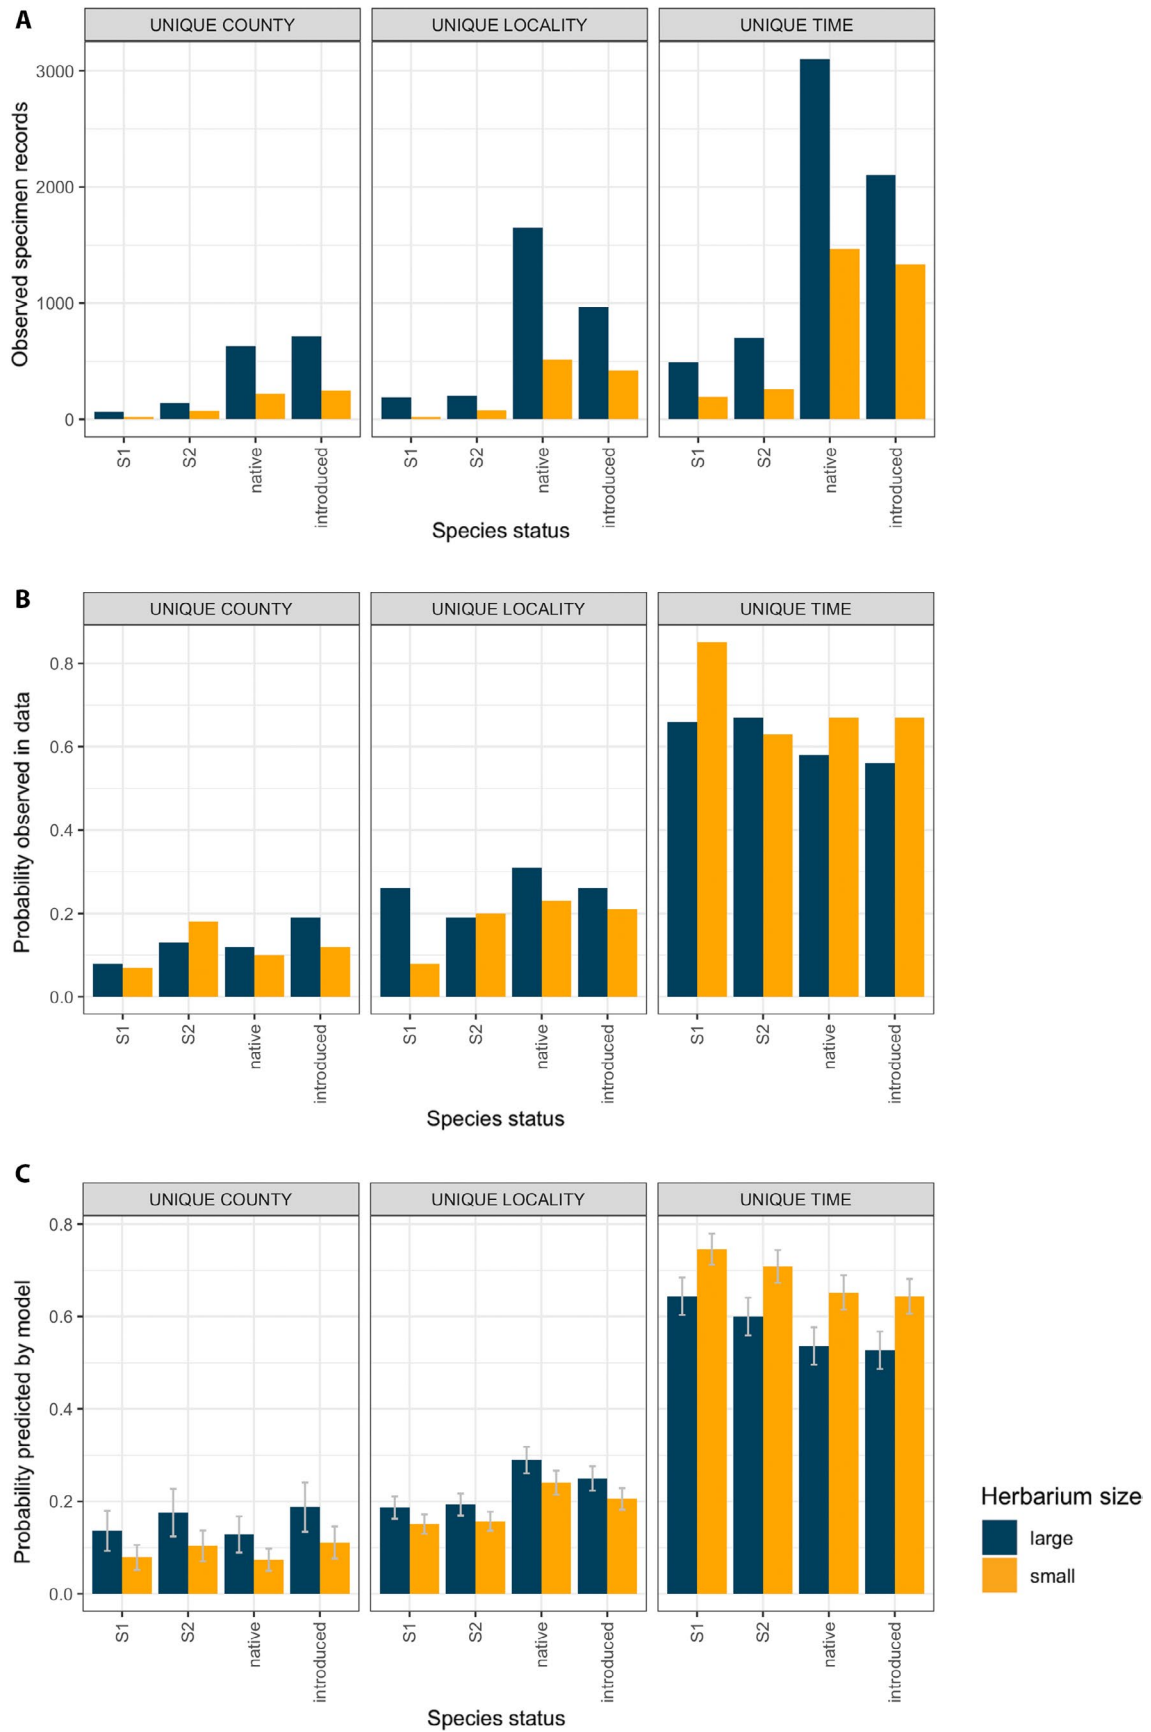 A
UNIQUE COUNTY UNIQUE LOCALITY UNIQUE TIME
Observed specimen records
3000
2000
1000
0
S1 S2 native introduced S1 S2 native introduced S1 S2 native introduced
Species status
B
UNIQUE COUNTY UNIQUE LOCALITY UNIQUE TIME
Probability observed in data
0.8
0.6
0.4
0.2
0.0
S1 S2 native introduced S1 S2 native introduced S1 S2 native introduced
Species status
C
UNIQUE COUNTY UNIQUE LOCALITY UNIQUE TIME
Probability predicted by model
0.8
0.6
0.4
0.2
0.0
S1 S2 native introduced S1 S2 native introduced S1 S2 native introduced
Species status
Herbarium size
large
small